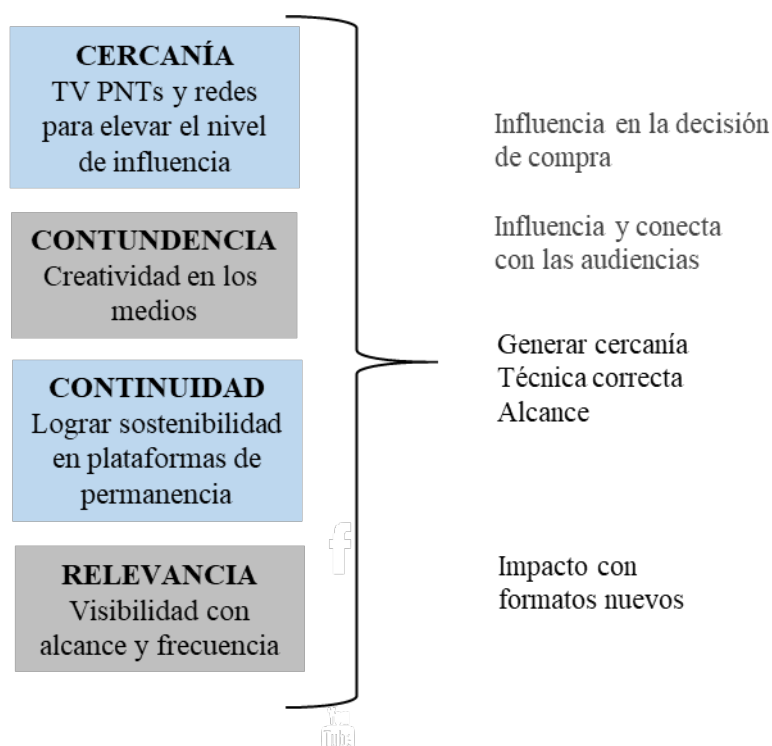 CERCANÍA
TV PNTs y redes
para elevar el nivel
de influencia
CONTUNDENCIA
Creatividad en los
medios
CONTINUIDAD
Lograr sostenibilidad
en plataformas de
permanencia
RELEVANCIA
Visibilidad con
alcance y frecuencia
Influencia en la decisión
de compra
Influencia y conecta
con las audiencias
Generar cercanía
Técnica correcta
Alcance
Impacto con
formatos nuevos
f
You
Tube